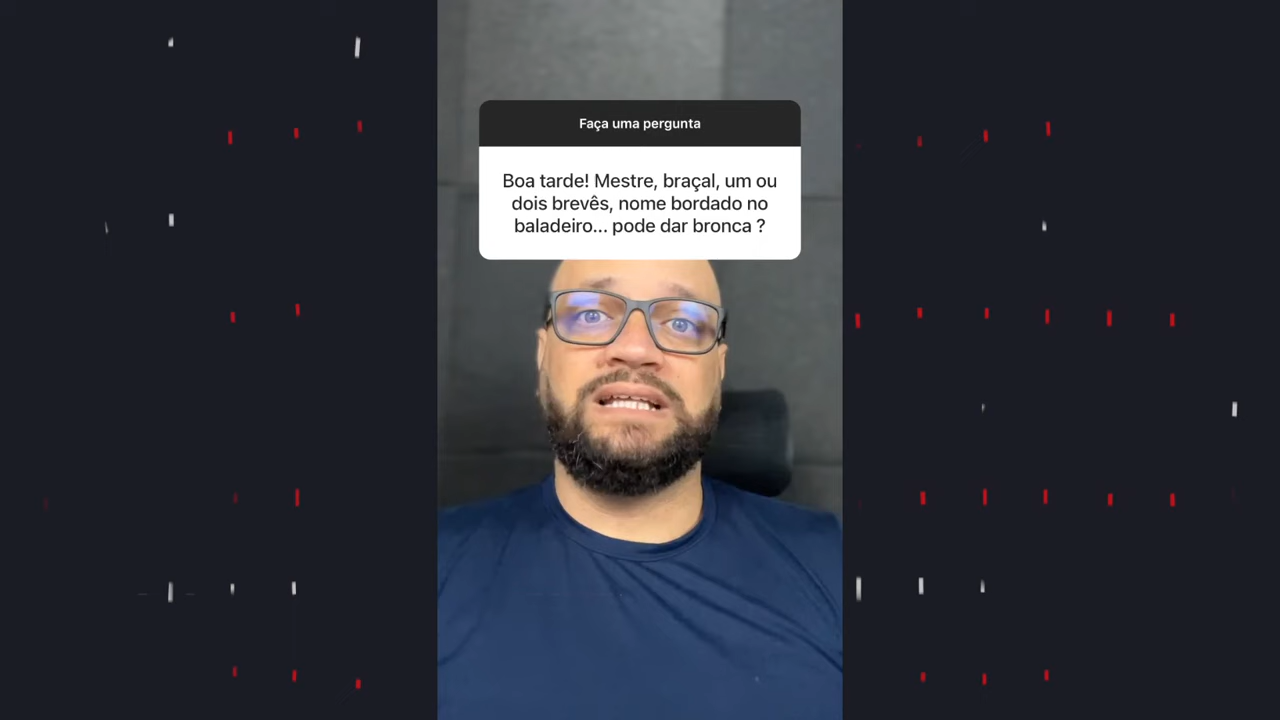 Faça uma pergunta
Boa tarde! Mestre, braçal, um ou
dois brevês, nome bordado no
baladeiro... pode dar bronca ?